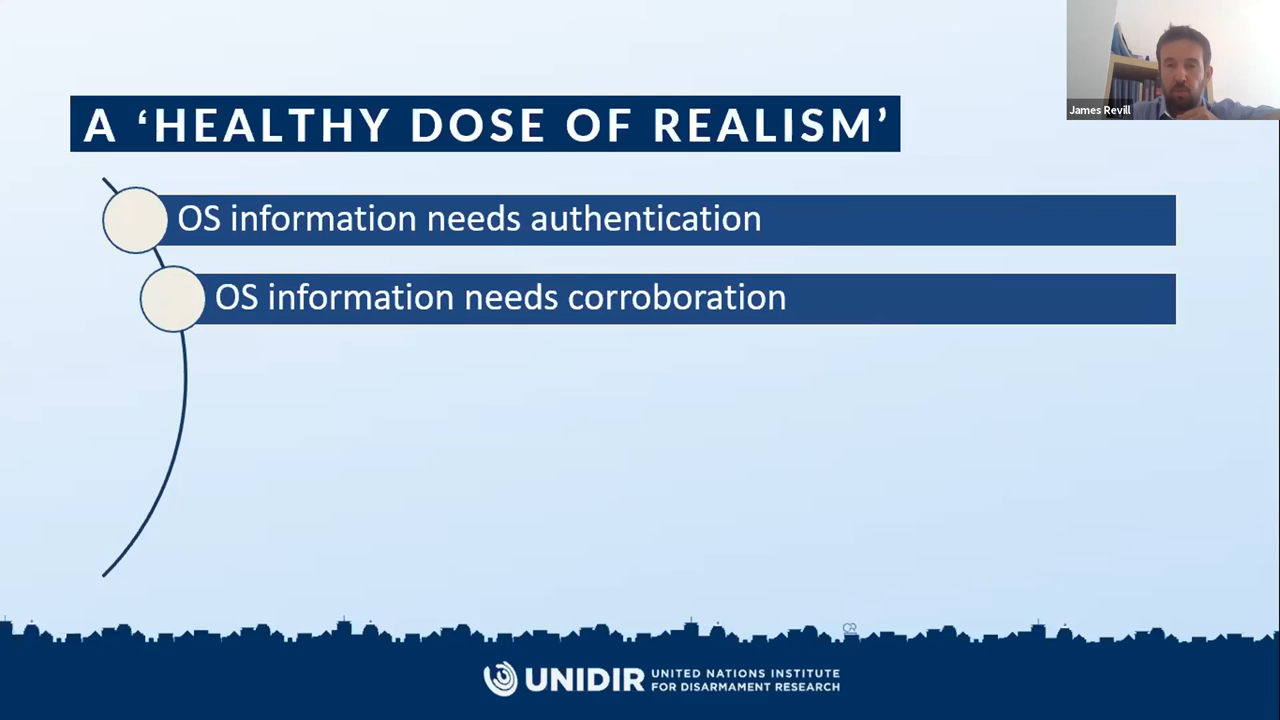 James Revill
A ‘HEALTHY DOSE OF REALISM’
OS information needs authentication
OS information needs corroboration
UNIDIR
UNITED NATIONS INSTITUTE
FOR DISARMAMENT RESEARCH